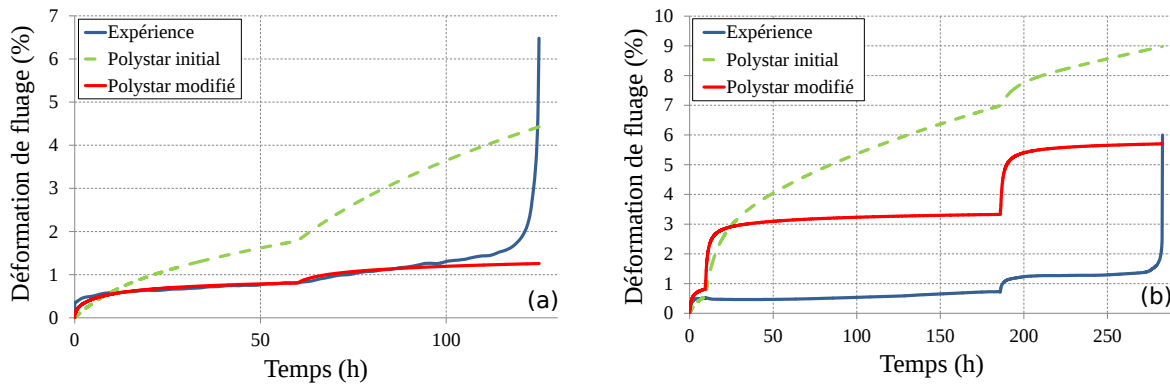 Déformation de fluage (%)
7
6
5
4
3
2
1
0
Expérience
Polystar initial
Polystar modifié
(a)
0
50
100
Temps (h)
Déformation de fluage (%)
10
9
8
7
6
5
4
3
2
1
0
Expérience
Polystar initial
Polystar modifié
(b)
0
50
100
150
200
250
Temps (h)